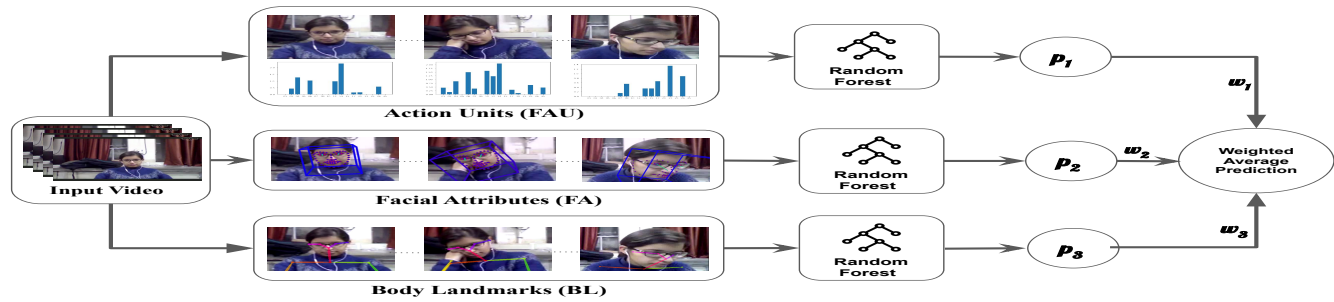 Input Video
Action Units (FAU)
Random
Forest
p₁
w₁
Facial Attributes (FA)
Random
Forest
p₂
w₂
Body Landmarks (BL)
Random
Forest
p₃
w₃
Weighted
Average
Prediction